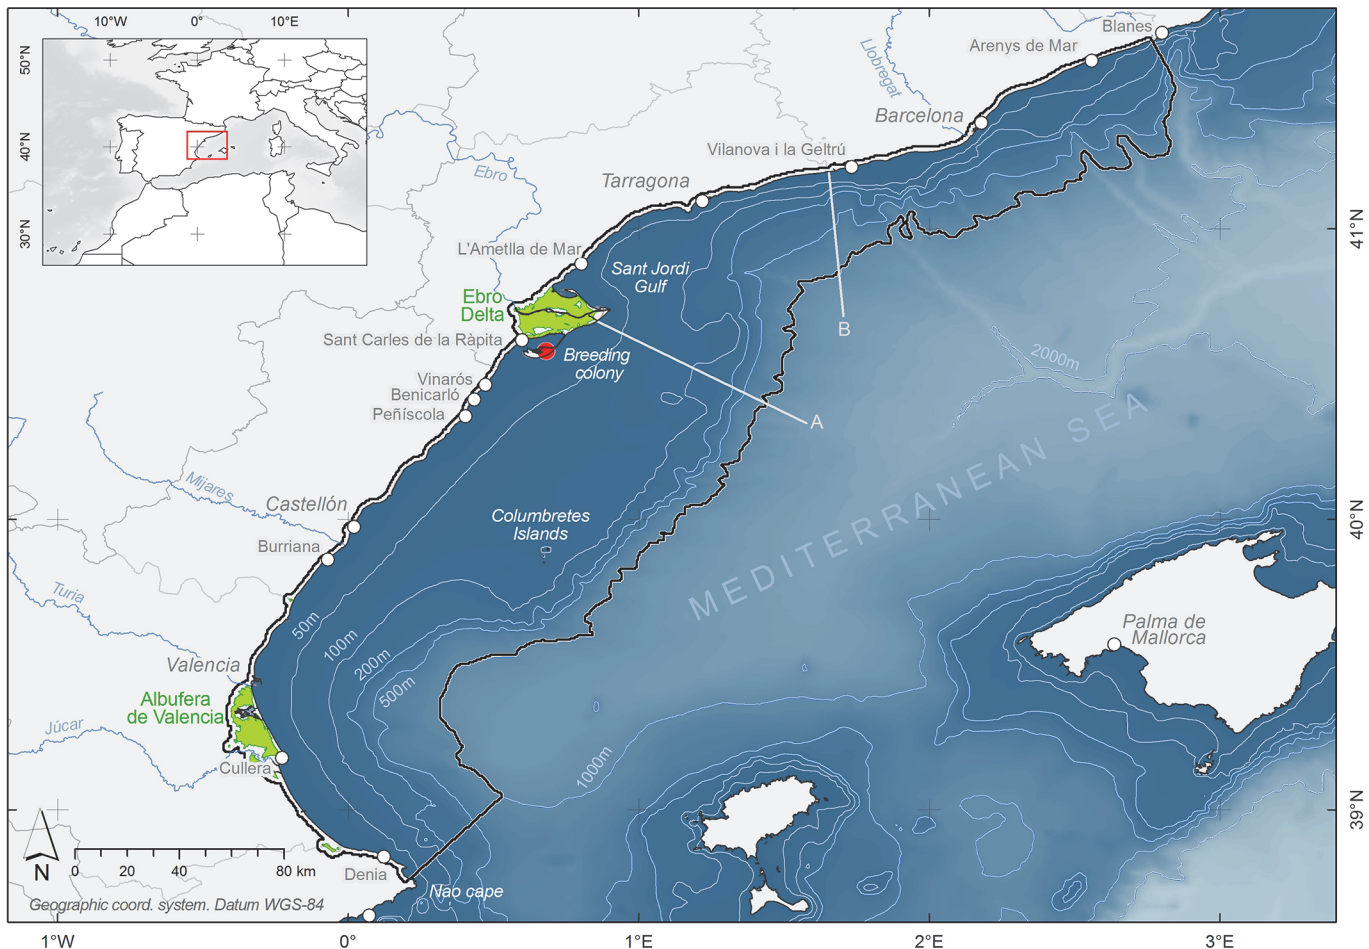 10°W
0°
10°E
50°N
40°N
30°N
Blanes
Arenys de Mar
Llobregat
Barcelona
Vilanova i la Geltrú
Tarragona
Ebro
L'Ametlla de Mar
Sant Jordi
Gulf
Ebro
Delta
Sant Carles de la Ràpita
Breeding
colony
Vinarós
Benicarló
Peñíscola
A
B
2000m
41°N
MEDITERRANEAN SEA
Mijares
Castellón
Burriana
Columbretes
Islands
40°N
Turia
50m
100m
200m
500m
1000m
Valencia
Albufera
de Valencia
Júcar
Cullera
Palma de
Mallorca
39°N
N
0
20
40
80 km
Denia
Nao cape
Geographic coord. system. Datum WGS-84
1°W
0°
1°E
2°E
3°E